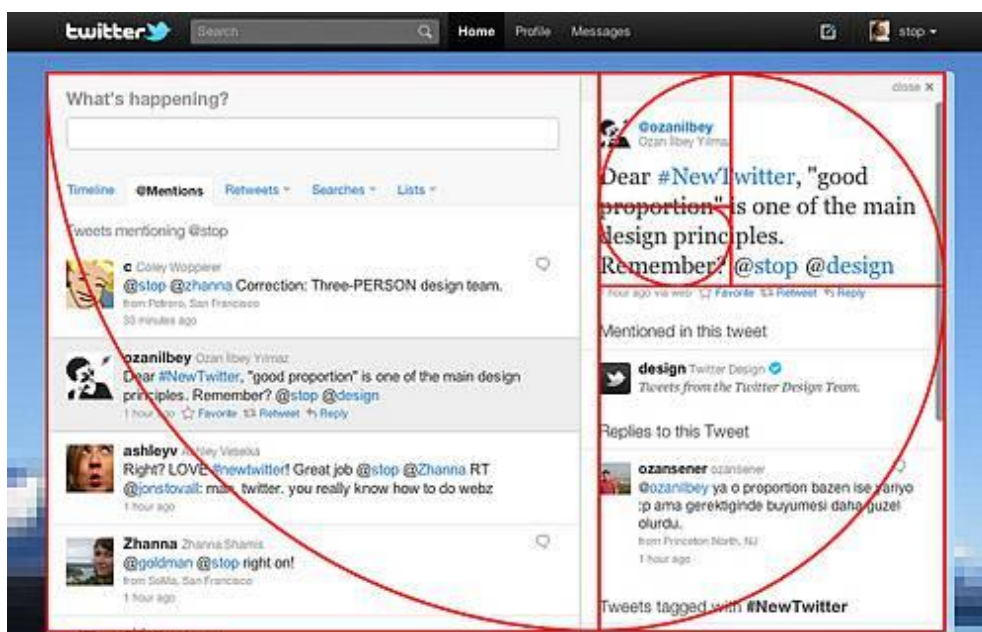 twitter
Search
Home Profile Messages
stop
What's happening?
Timeline @Mentions Retweets Searches Lists
Tweets mentioning @stop
c Coley Wopperer
@stop @zhanna Correction: Three-PERSON design team.
from Potrero, San Francisco
30 minutes ago
ozanilbey Ozan Ilbey Yılmaz
Dear #NewTwitter, "good proportion" is one of the main design
principles. Remember? @stop @design
1 hour ago Favorite Retweet Reply
ashleyv Ashley
Right? LOVE #newtwitter! Great job @stop @Zhanna RT
@jonstovall: man, twitter. you really know how to do webz
1 hour ago
Zhanna Zhanna Shamis
@goldman @stop right on!
from SoMa, San Francisco
1 hour ago
close X
@ozanilbey
Ozan Ilbey Yılmaz
Dear #NewTwitter, "good
proportion" is one of the main
design principles.
Remember? @stop @design
1 hour ago via web Favorite Retweet Reply
Mentioned in this tweet
design Twitter Design
Tweets from the Twitter Design Team.
Replies to this Tweet
ozansener ozansener
@ozanilbey ya o proportion bazen ise yariyo
:p ama gerektiginde buyumesi daha guzel
olurdu.
from Princeton North, NJ
1 hour ago
Tweets tagged with #NewTwitter